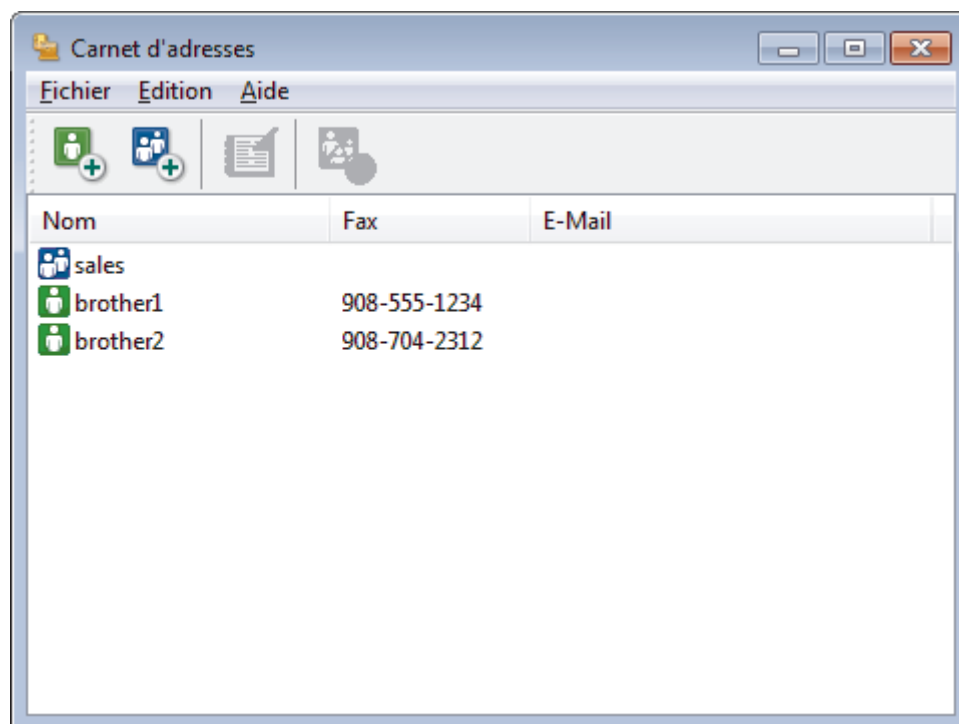 Carnet d'adresses
Fichier Edition Aide
Nom Fax E-Mail
sales
brother1 908-555-1234
brother2 908-704-2312